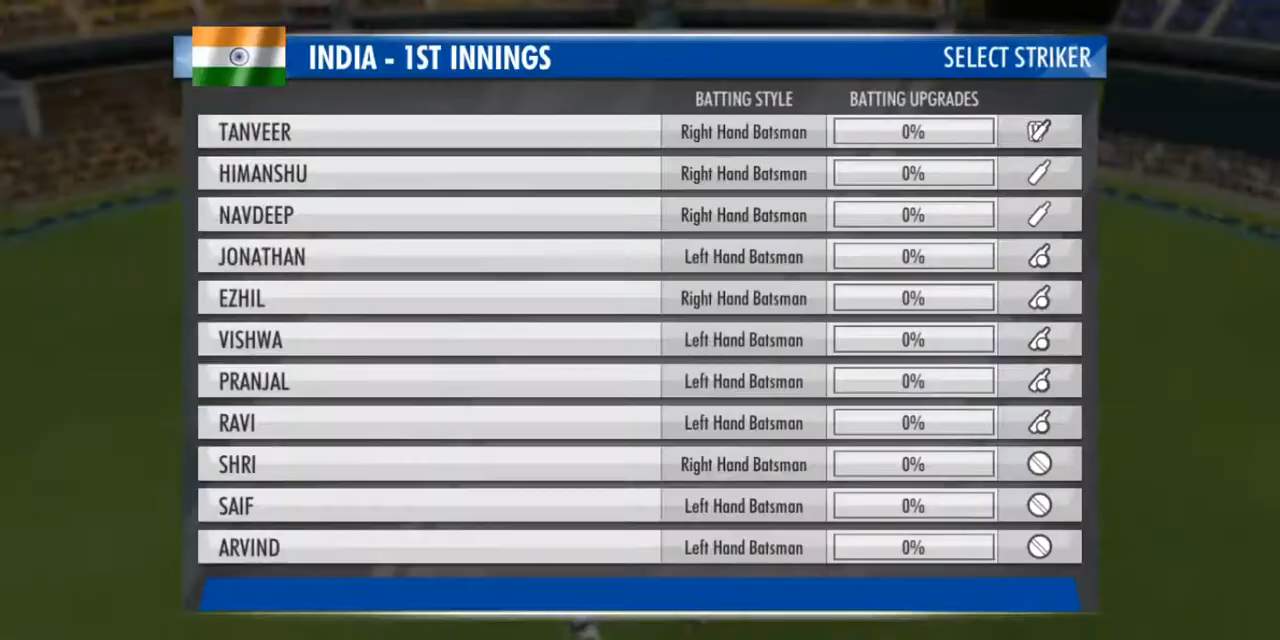 INDIA - 1ST INNINGS SELECT STRIKER
BATTING STYLE BATTING UPGRADES
TANVEER Right Hand Batsman 0%
HIMANSHU Right Hand Batsman 0%
NAVDEEP Right Hand Batsman 0%
JONATHAN Left Hand Batsman 0%
EZHIL Right Hand Batsman 0%
VISHWA Left Hand Batsman 0%
PRANJAL Left Hand Batsman 0%
RAVI Left Hand Batsman 0%
SHRI Right Hand Batsman 0%
SAIF Left Hand Batsman 0%
ARVIND Left Hand Batsman 0%